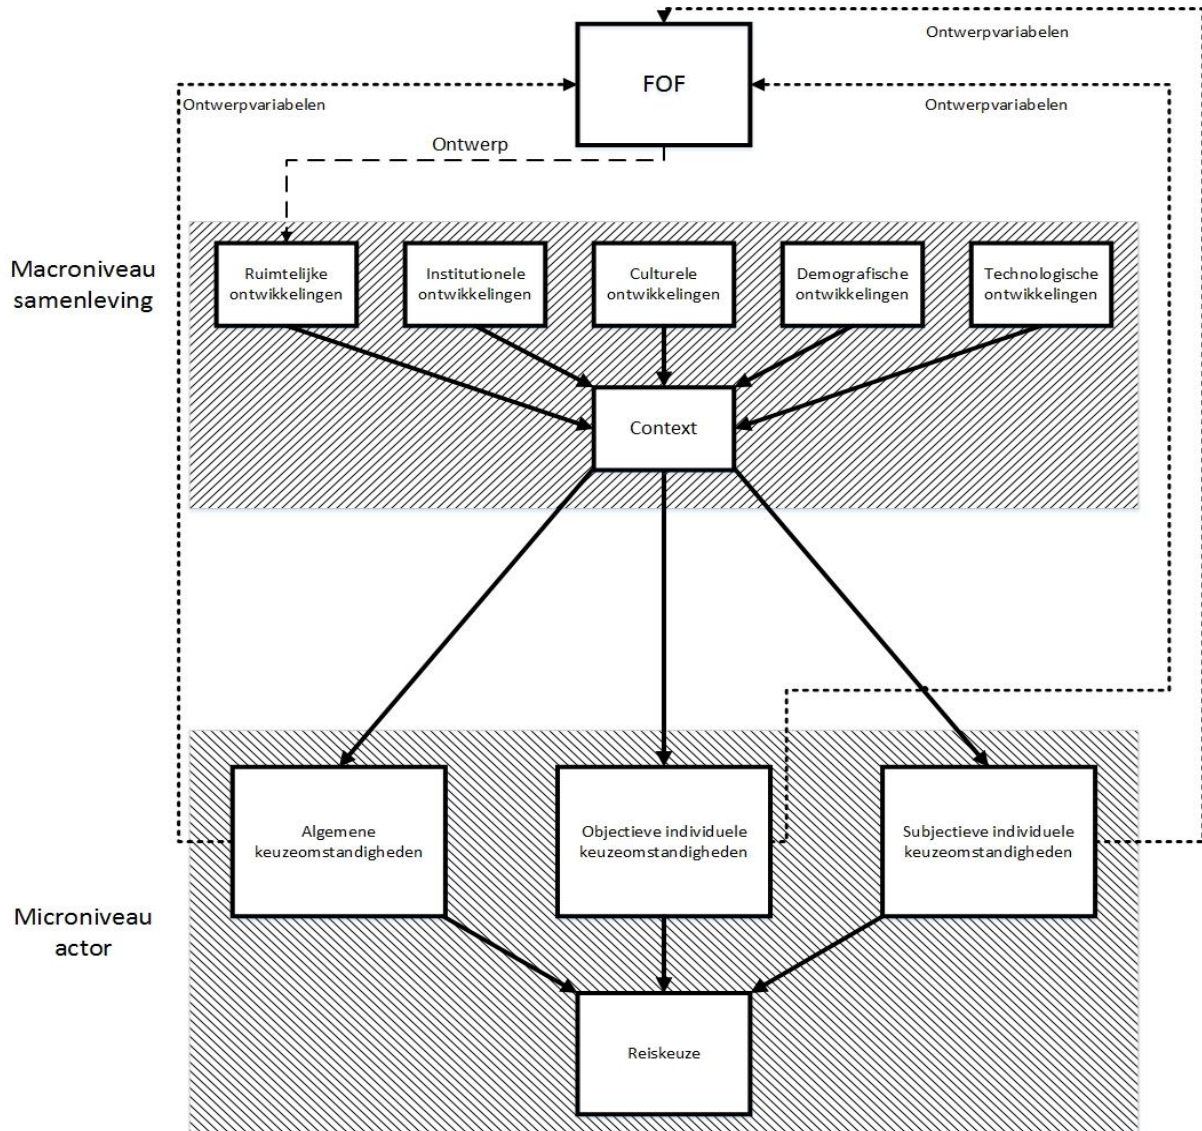 Ontwerpvariabelen
FOF
Ontwerpvariabelen
Ontwerpvariabelen
Ontwerp
Macroniveau
samenleving
Ruimtelijke
ontwikkelingen
Institutionele
ontwikkelingen
Culturele
ontwikkelingen
Demografische
ontwikkelingen
Technologische
ontwikkelingen
Context
Algemene
keuzeomstandigheden
Objectieve individuele
keuzeomstandigheden
Subjectieve individuele
keuzeomstandigheden
Microniveau
actor
Reiskeuze